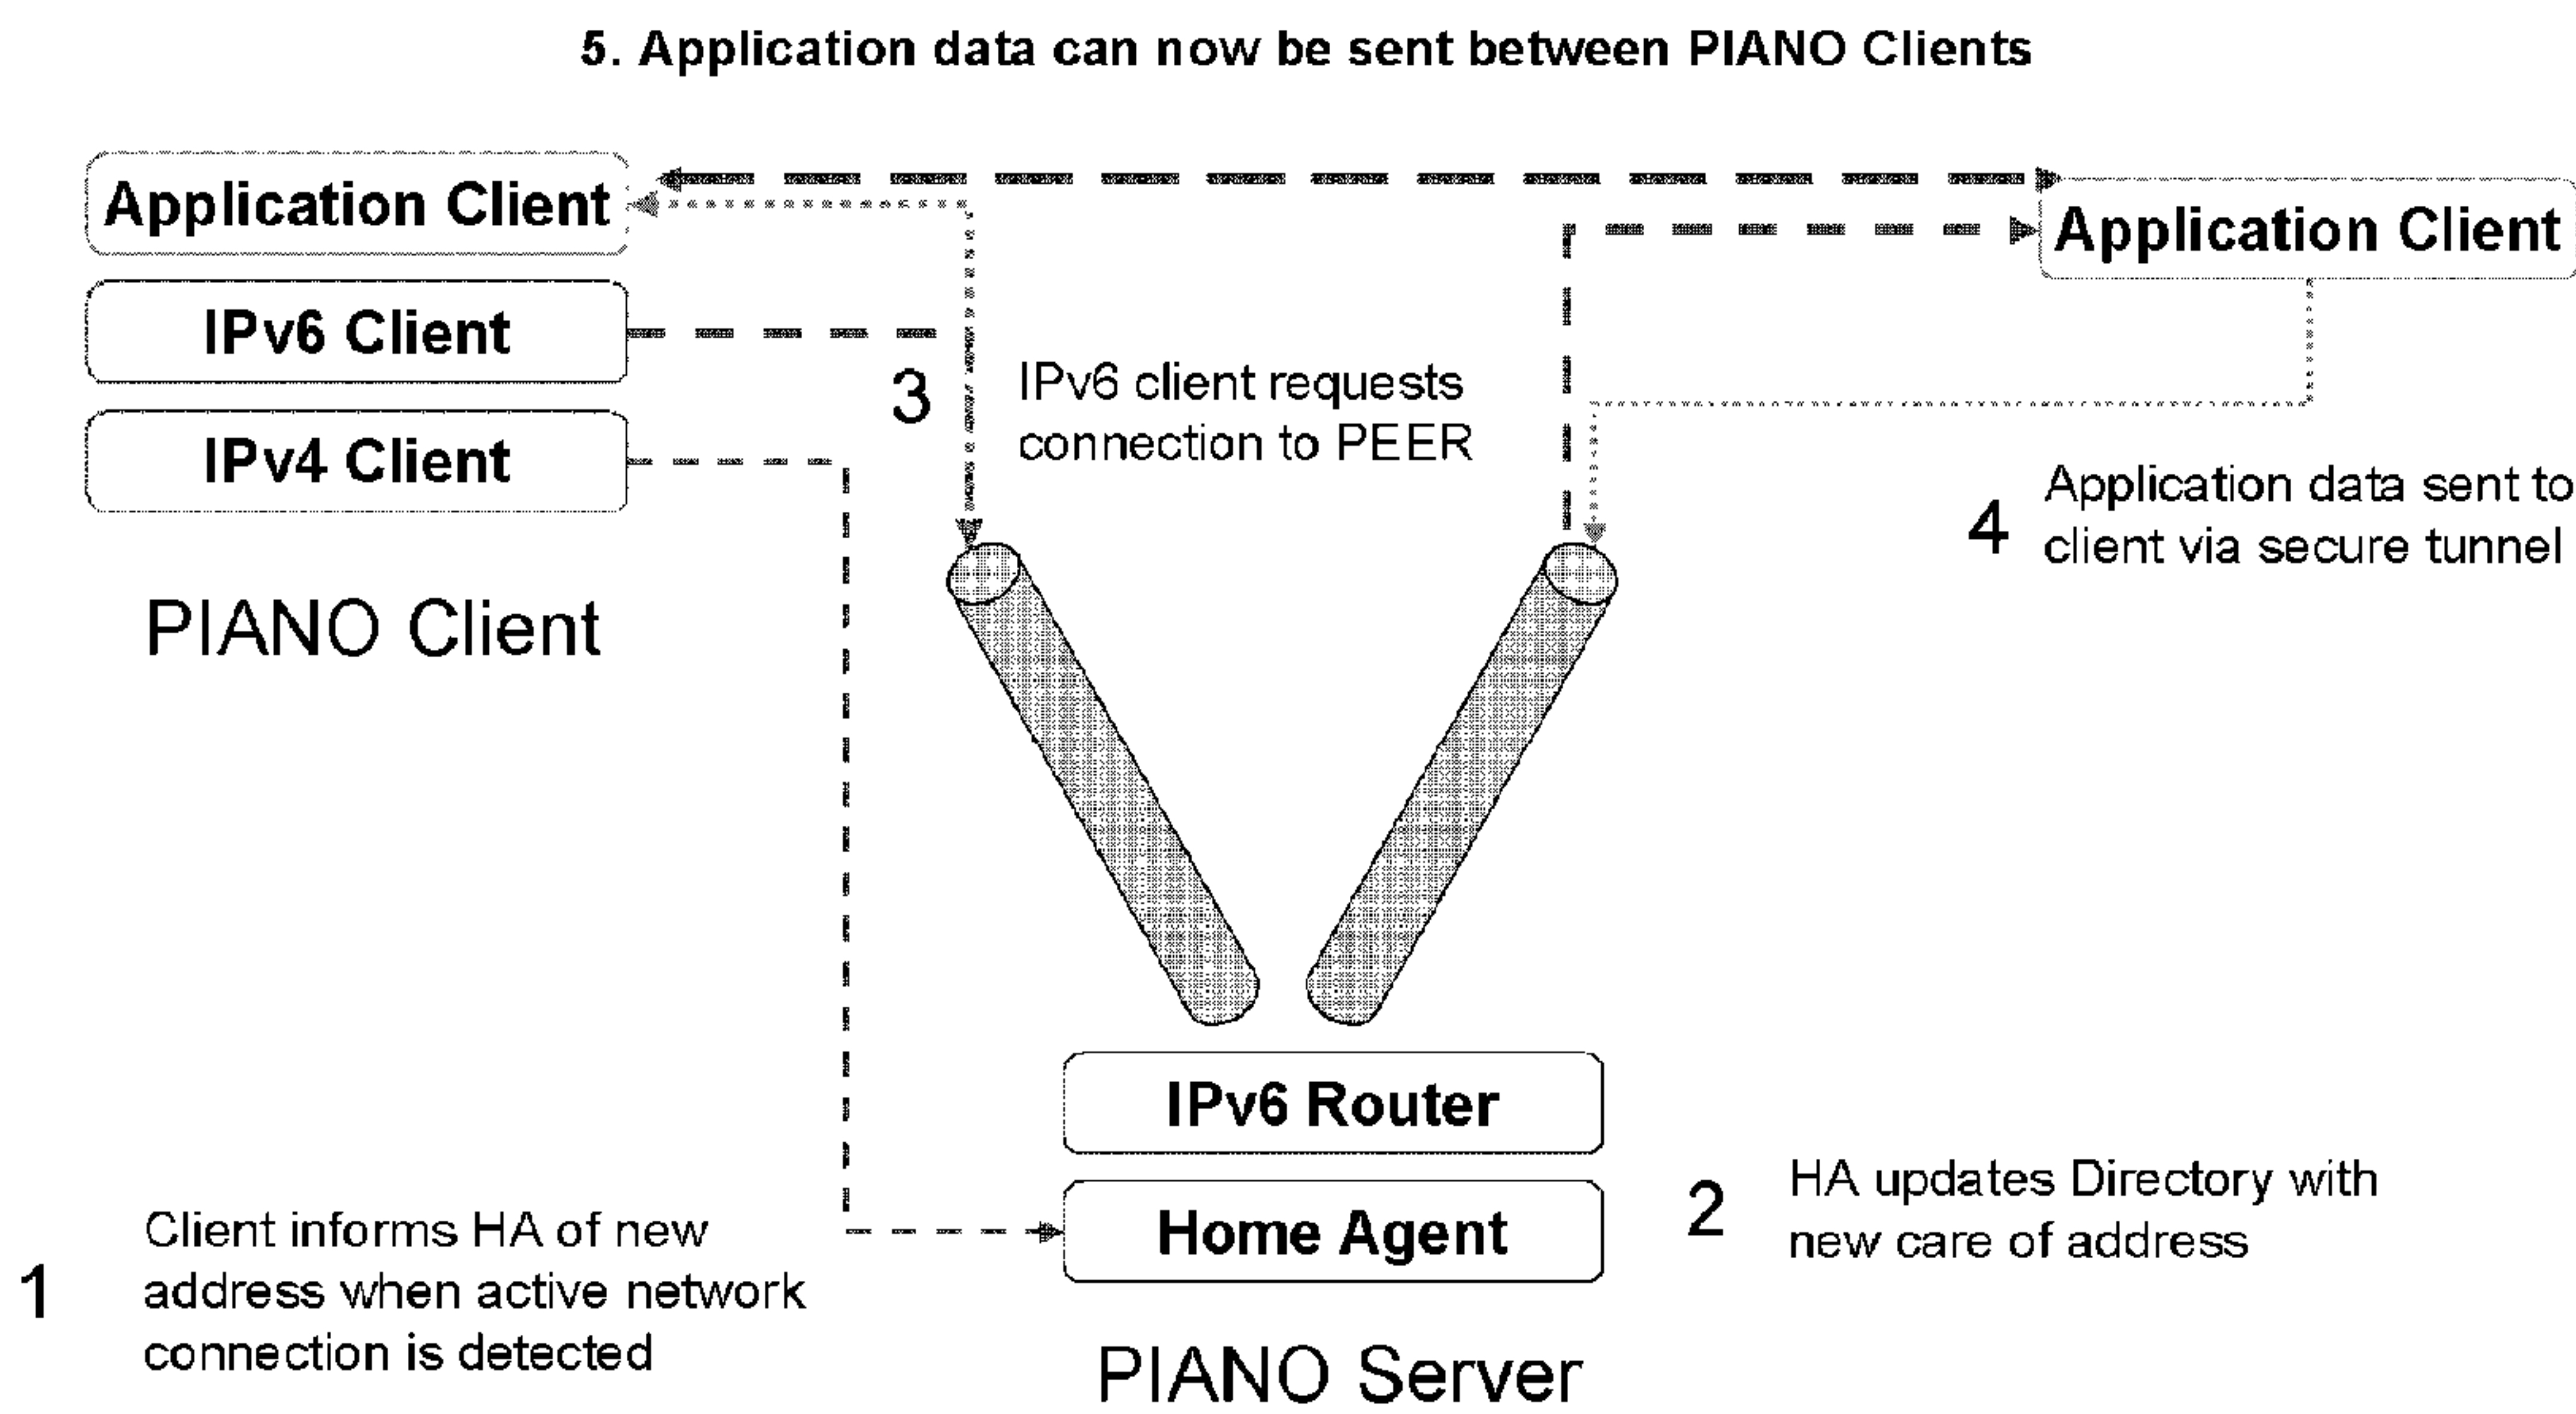 5. Application data can now be sent between PIANO Clients
Application Client
Application Client
IPv6 Client
3
IPv6 client requests
connection to PEER
IPv4 Client
4
Application data sent to
client via secure tunnel
PIANO Client
IPv6 Router
Home Agent
2
HA updates Directory with
new care of address
1
Client informs HA of new
address when active network
connection is detected
PIANO Server